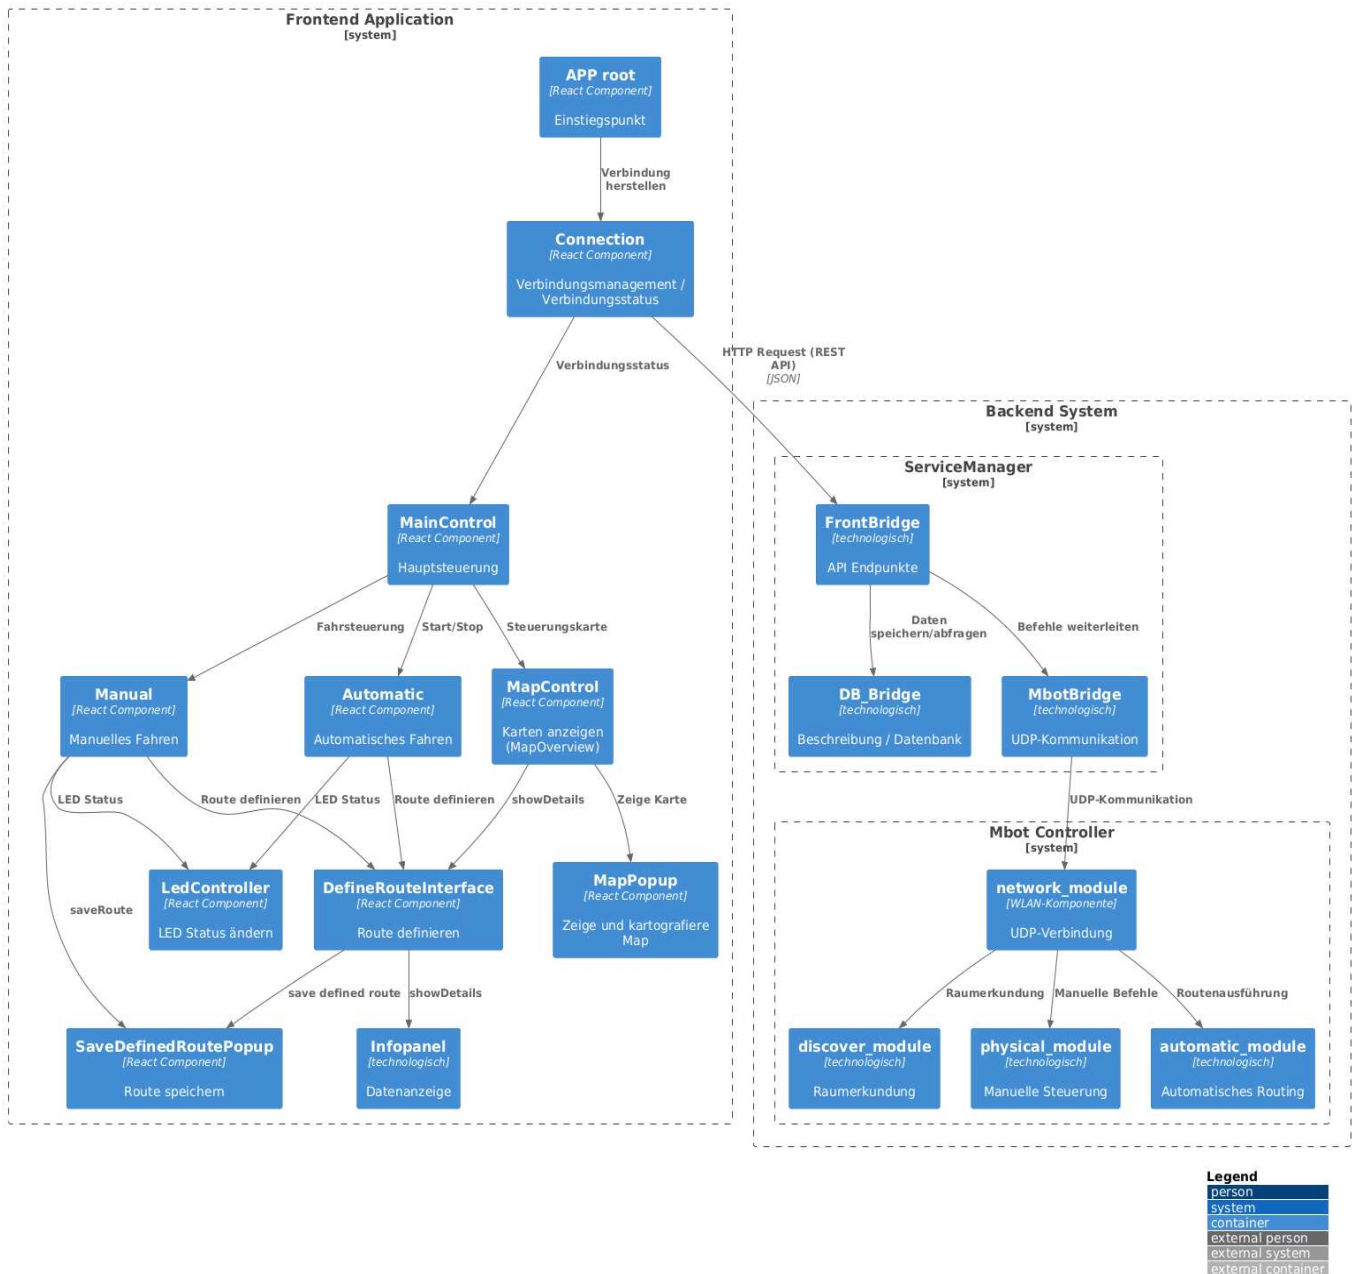 Frontend Application
[system]
APP root
[React Component]
Einstiegspunkt
Verbindung
herstellen
Connection
[React Component]
Verbindungsmanagement /
Verbindungsstatus
Verbindungsstatus
HTTP Request (REST
API)
[JSON]
Backend System
[system]
ServiceManager
[system]
MainControl
[React Component]
Hauptsteuerung
FrontBridge
[technologisch]
API Endpunkte
Fahrsteuerung
Start/Stop
Steuerungskarte
Daten
speichern/abfragen
Befehle weiterleiten
Manual
[React Component]
Manuelles Fahren
Automatic
[React Component]
Automatisches Fahren
MapControl
[React Component]
Karten anzeigen
(MapOverview)
DB_Bridge
[technologisch]
Beschreibung / Datenbank
MbotBridge
[technologisch]
UDP-Kommunikation
LED Status
Route definieren
LED Status
Route definieren
showDetails
Zeige Karte
UDP-Kommunikation
Mbot Controller
[system]
LedController
[React Component]
LED Status ändern
DefineRouteInterface
[React Component]
Route definieren
MapPopup
[React Component]
Zeige und kartografiere
Map
network_module
[WLAN-Komponente]
UDP-Verbindung
saveRoute
save defined route
showDetails
Raumerkundung
Manuelle Befehle
Routenausführung
SaveDefinedRoutePopup
[React Component]
Route speichern
Infopanel
[technologisch]
Datenanzeige
discover_module
[technologisch]
Raumerkundung
physical_module
[technologisch]
Manuelle Steuerung
automatic_module
[technologisch]
Automatisches Routing
Legend
person
system
container
external person
external system
external container